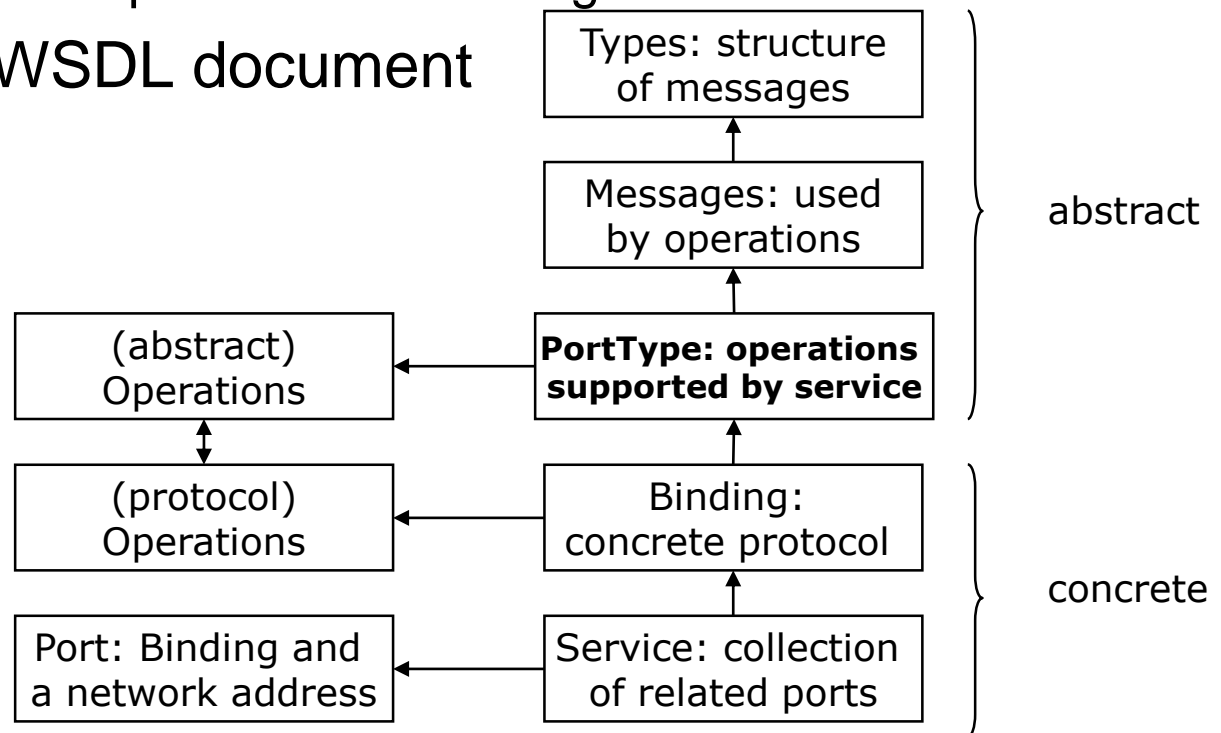 WSDL document
Types: structure
of messages
Messages: used
by operations
abstract
(abstract)
Operations
PortType: operations
supported by service
(protocol)
Operations
Binding:
concrete protocol
concrete
Port: Binding and
a network address
Service: collection
of related ports